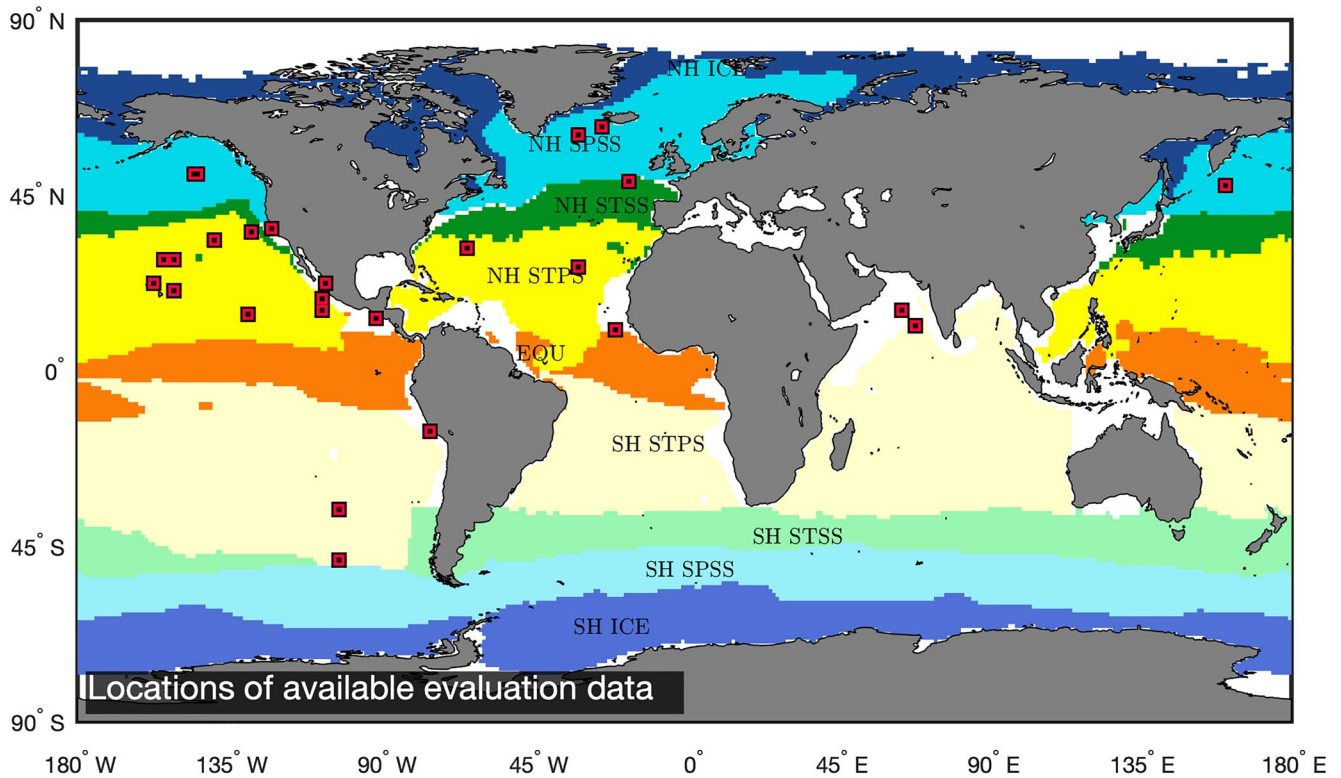 90° N
NH ICE
NH SPSS
45° N
NH STSS
NH STPS
EQU
0°
SH STPS
SH STSS
45° S
SH SPSS
SH ICE
Locations of available evaluation data
90° S
180° W 135° W 90° W 45° W 0° 45° E 90° E 135° E 180° E